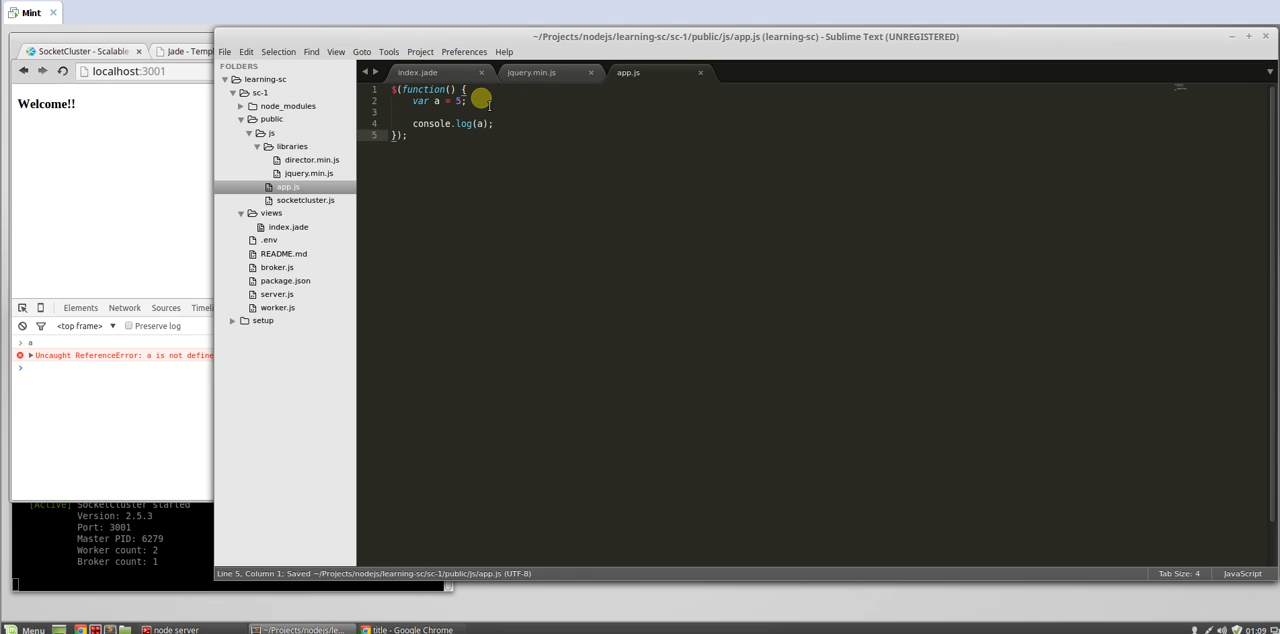 Mint
~/Projects/nodejs/learning-sc/sc-1/public/js/app.js (learning-sc) - Sublime Text (UNREGISTERED)
SocketCluster - Scalable
Jade - Templ
File Edit Selection Find View Goto Tools Project Preferences Help
localhost:3001
FOLDERS
learning-sc
sc-1
node_modules
public
js
libraries
director.min.js
jquery.min.js
app.js
socketcluster.js
views
index.jade
.env
README.md
broker.js
package.json
server.js
worker.js
setup
index.jade
jquery.min.js
app.js
1 $(function() {
2 var a = 5;
3
4 console.log(a);
5 });
Welcome!!
Elements Network Sources Timeli
<top frame> Preserve log
> a
Uncaught ReferenceError: a is not define
>
[Active] SocketCluster started
Version: 2.5.3
Port: 3001
Master PID: 6279
Worker count: 2
Broker count: 1
Line 5, Column 1; Saved ~/Projects/nodejs/learning-sc/sc-1/public/js/app.js (UTF-8)
Tab Size: 4
JavaScript
Menu
node server
~/Projects/nodejs/le...
title - Google Chrome
01:09